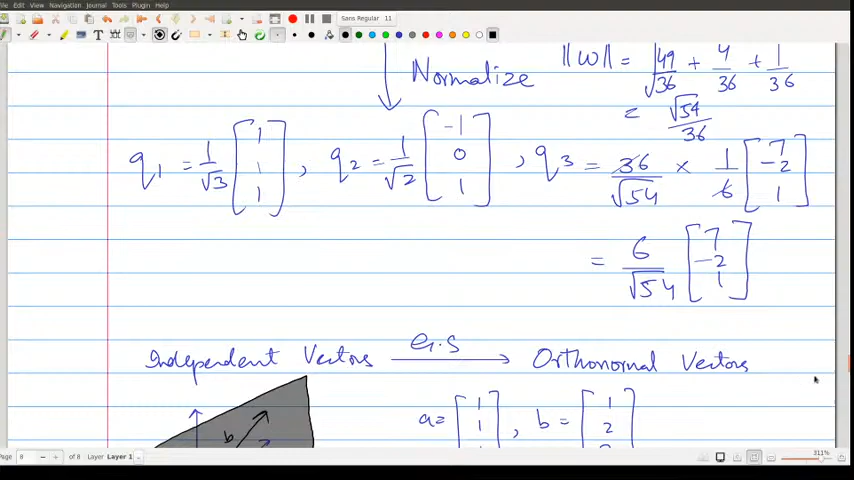 File Edit View Navigation Journal Tools Plugin Help
Sans Regular 11
Normalize
||w|| = √49/36 + 4/36 + 1/36
= √54/36
q1 = 1/√3 [1 1 1], q2 = 1/√2 [-1 0 1], q3 = 36/√54 × 1/6 [7 -2 1]
= 6/√54 [7 -2 1]
Independent Vectors G.S Orthonormal Vectors
a = [1 1, b = [1 2
b
Page 8 of 8 Layer Layer 1
311%